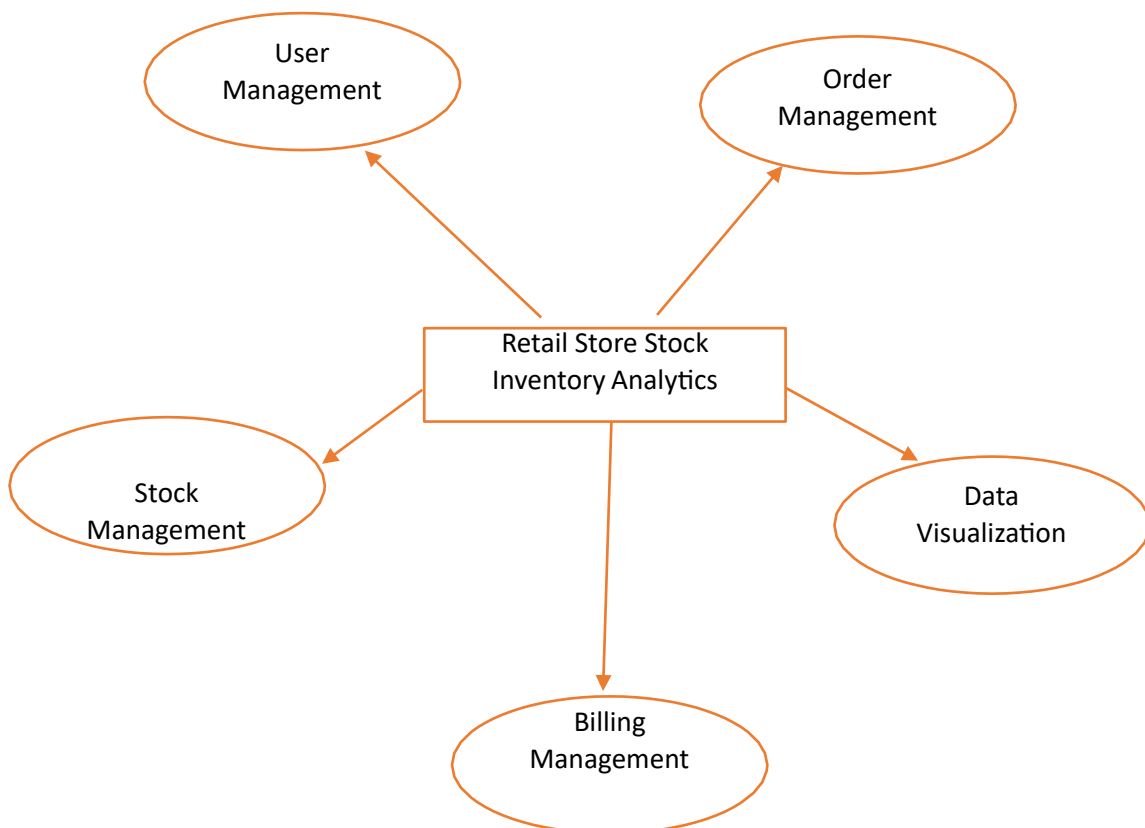 User
Management
Order
Management
Retail Store Stock
Inventory Analytics
Stock
Management
Data
Visualization
Billing
Management